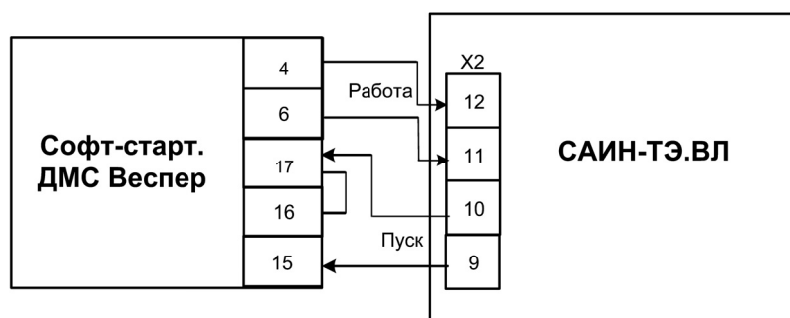 4
X2
Работа
12
6
Софт-старт.
ДМС Веспер
11
САИН-ТЭ.ВЛ
17
16
10
Пуск
15
9